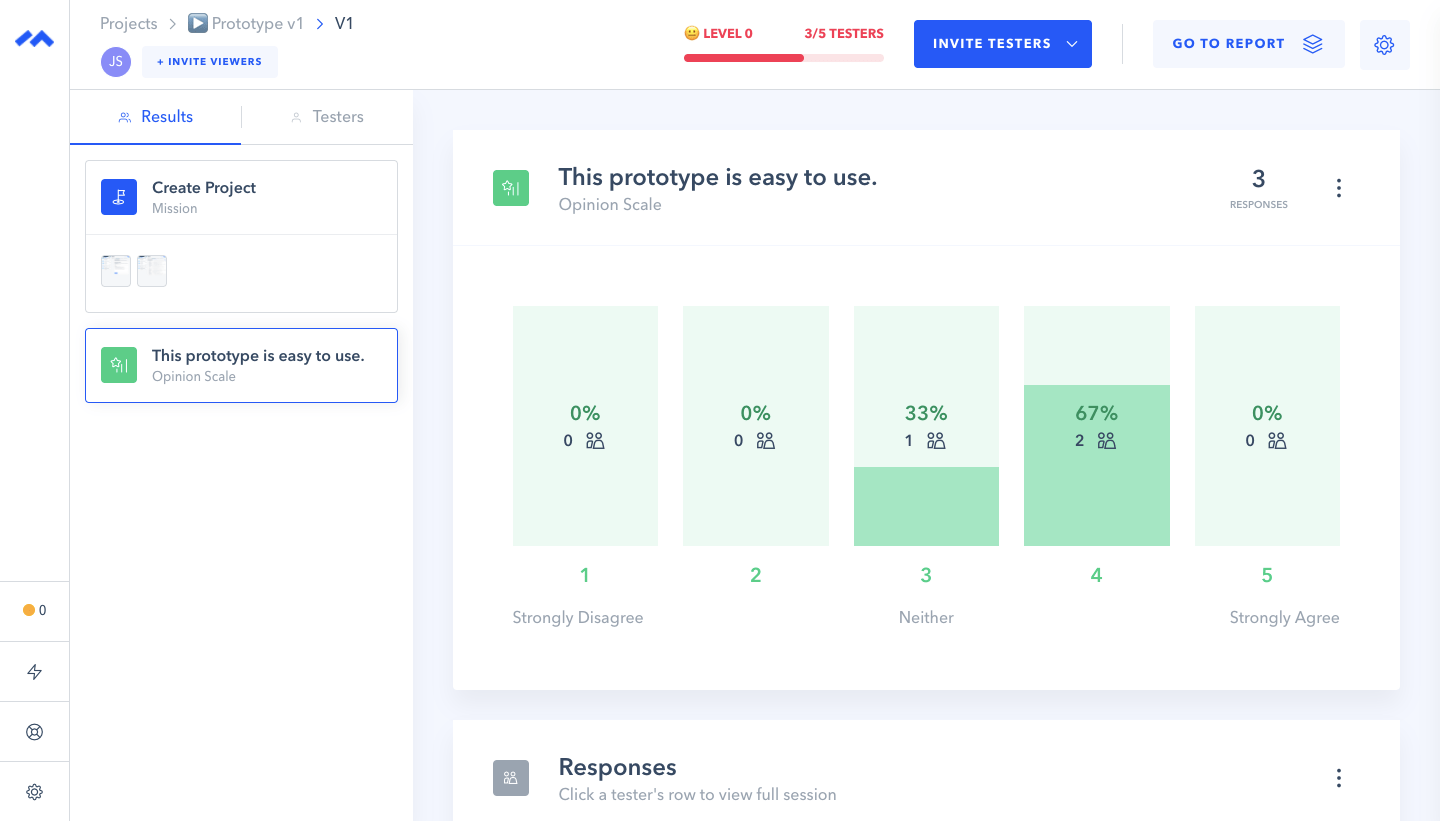 Projects > Prototype v1 > V1
JS
+ INVITE VIEWERS
LEVEL 0
3/5 TESTERS
INVITE TESTERS
GO TO REPORT
Results
Testers
Create Project
Mission
This prototype is easy to use.
Opinion Scale
0
This prototype is easy to use.
Opinion Scale
3
RESPONSES
0% 0% 33% 67% 0%
0 0 1 2 0
1 2 3 4 5
Strongly Disagree Neither Strongly Agree
Responses
Click a tester's row to view full session